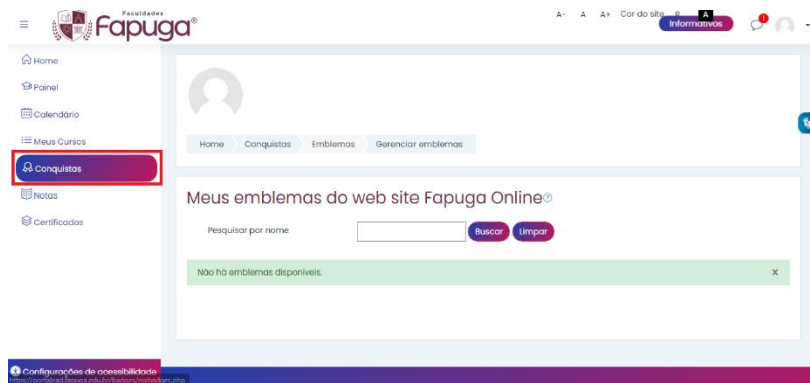 Faculdades
Fapuga®
A- A A+ Cor do site R A
Informativos
1
Home
Painel
Calendário
Meus Cursos
Conquistas
Notas
Certificados
Home Conquistas Emblemas Gerenciar emblemas
Meus emblemas do web site Fapuga Online
Pesquisar por nome
Buscar Limpar
Não há emblemas disponíveis. x
Configurações de acessibilidade
https://portalead.fapuga.edu.br/badges/mybadges.php